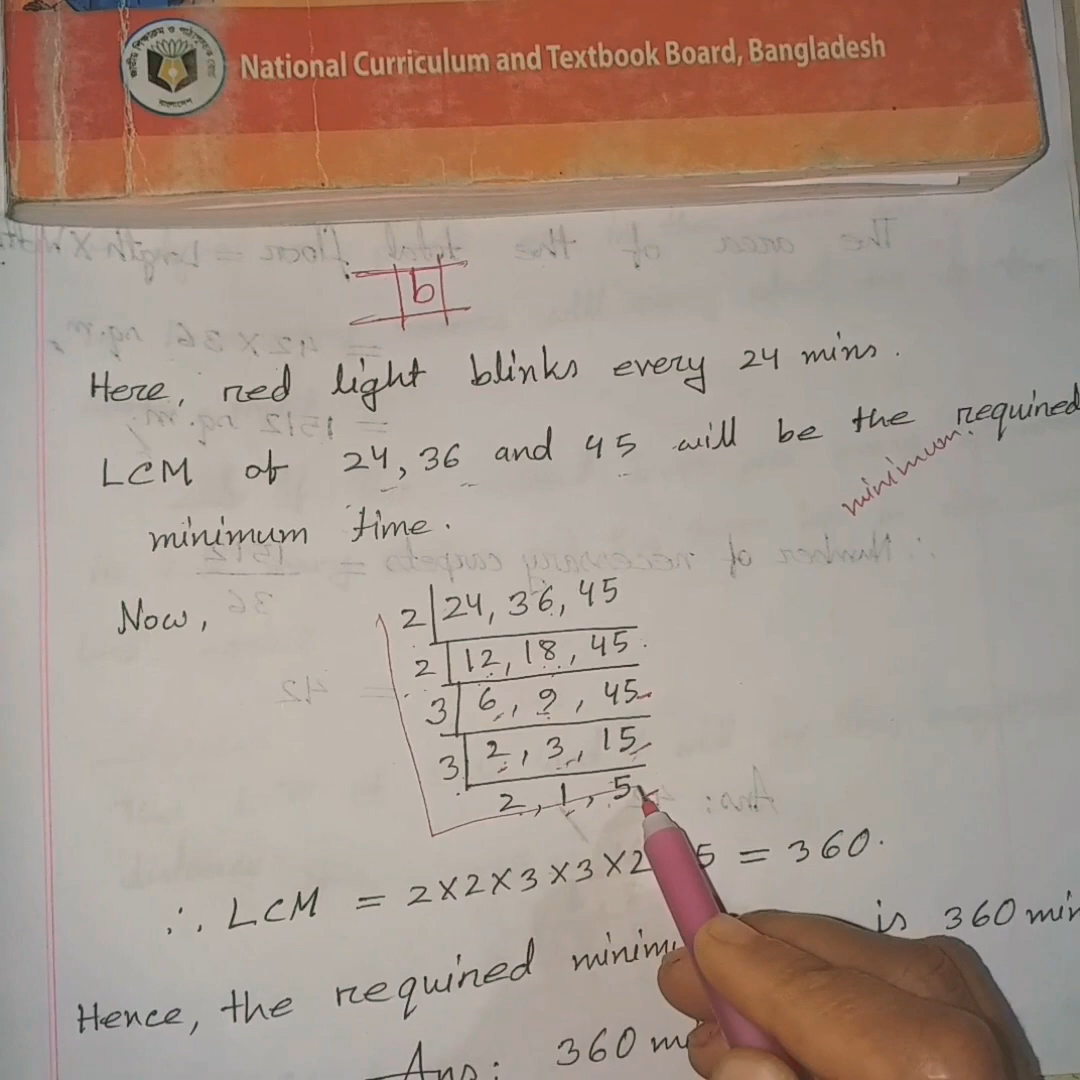 National Curriculum and Textbook Board, Bangladesh
b
Here, red light blinks every 24 mins.
LCM of 24, 36 and 45 will be the required
minimum
minimum time.
Now,
2 24, 36, 45
2 12, 18, 45
3 6, 9, 45
3 2, 3, 15
2, 1, 5
∴ LCM = 2×2×3×3×2 5 = 360.
Hence, the required is 360 min
Ans: 360